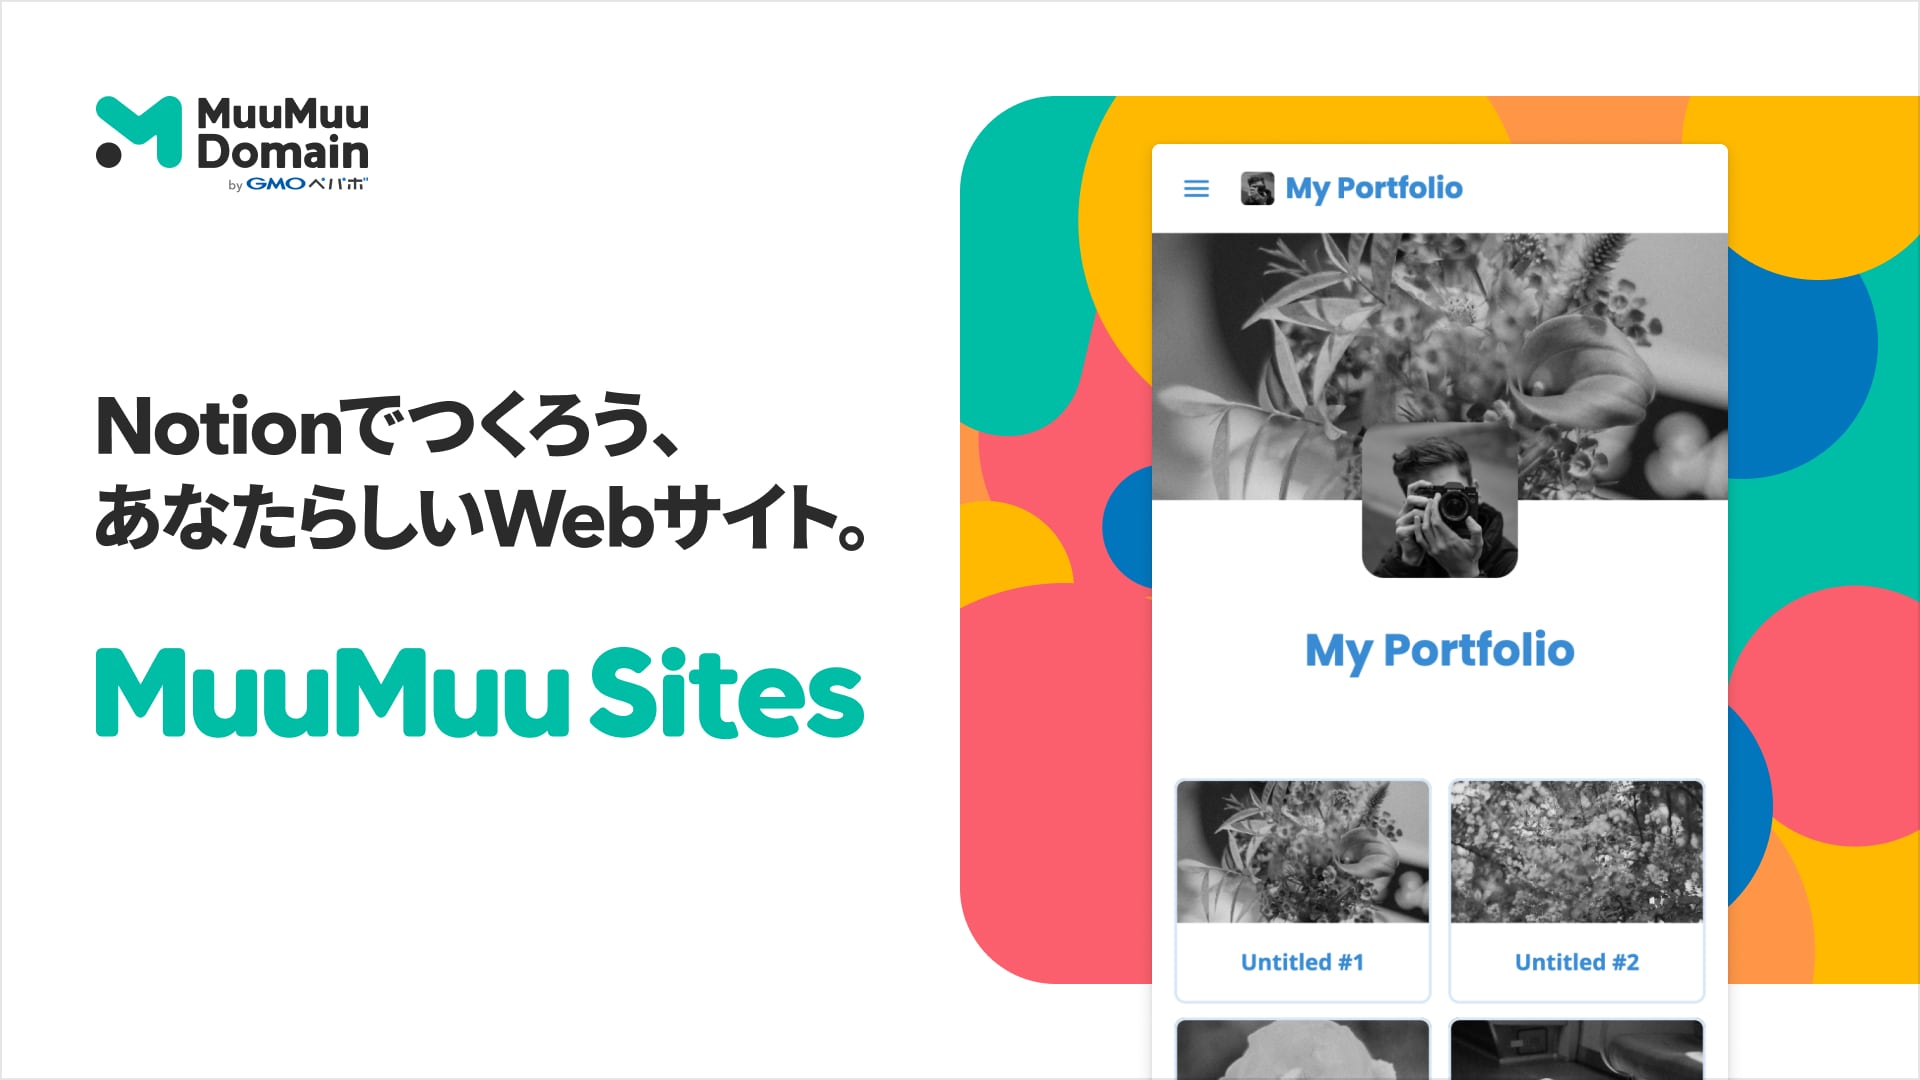 MuuMuu
Domain
by GMOペパボ
Notionでつくろう、
あなたらしいWebサイト。
MuuMuu Sites
My Portfolio
My Portfolio
Untitled #1
Untitled #2